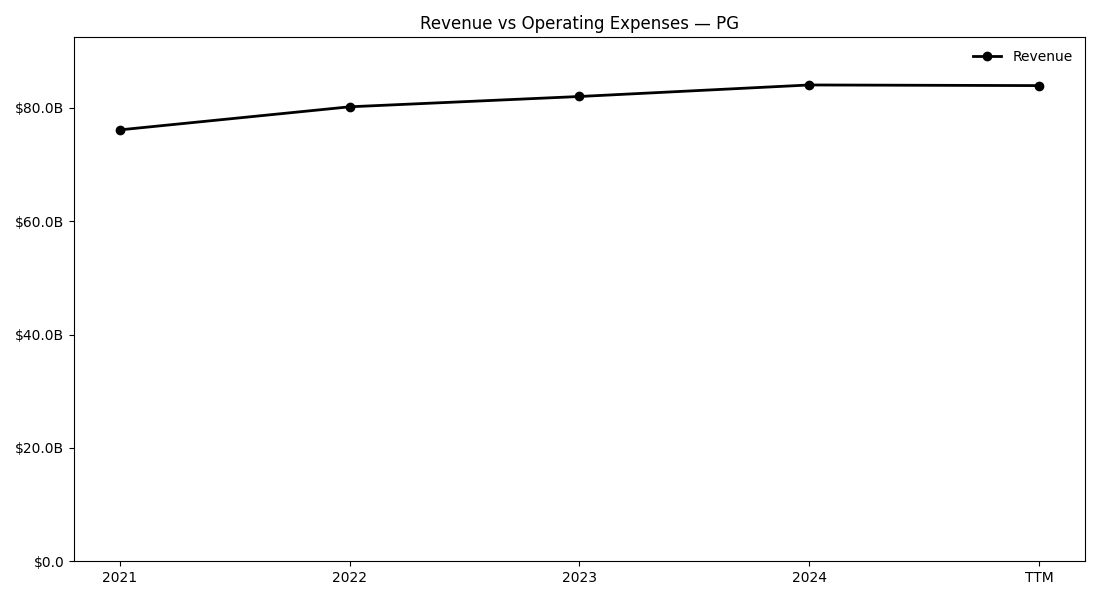 Revenue vs Operating Expenses — PG
Revenue
$80.0B
$60.0B
$40.0B
$20.0B
$0.0
2021 2022 2023 2024 TTM